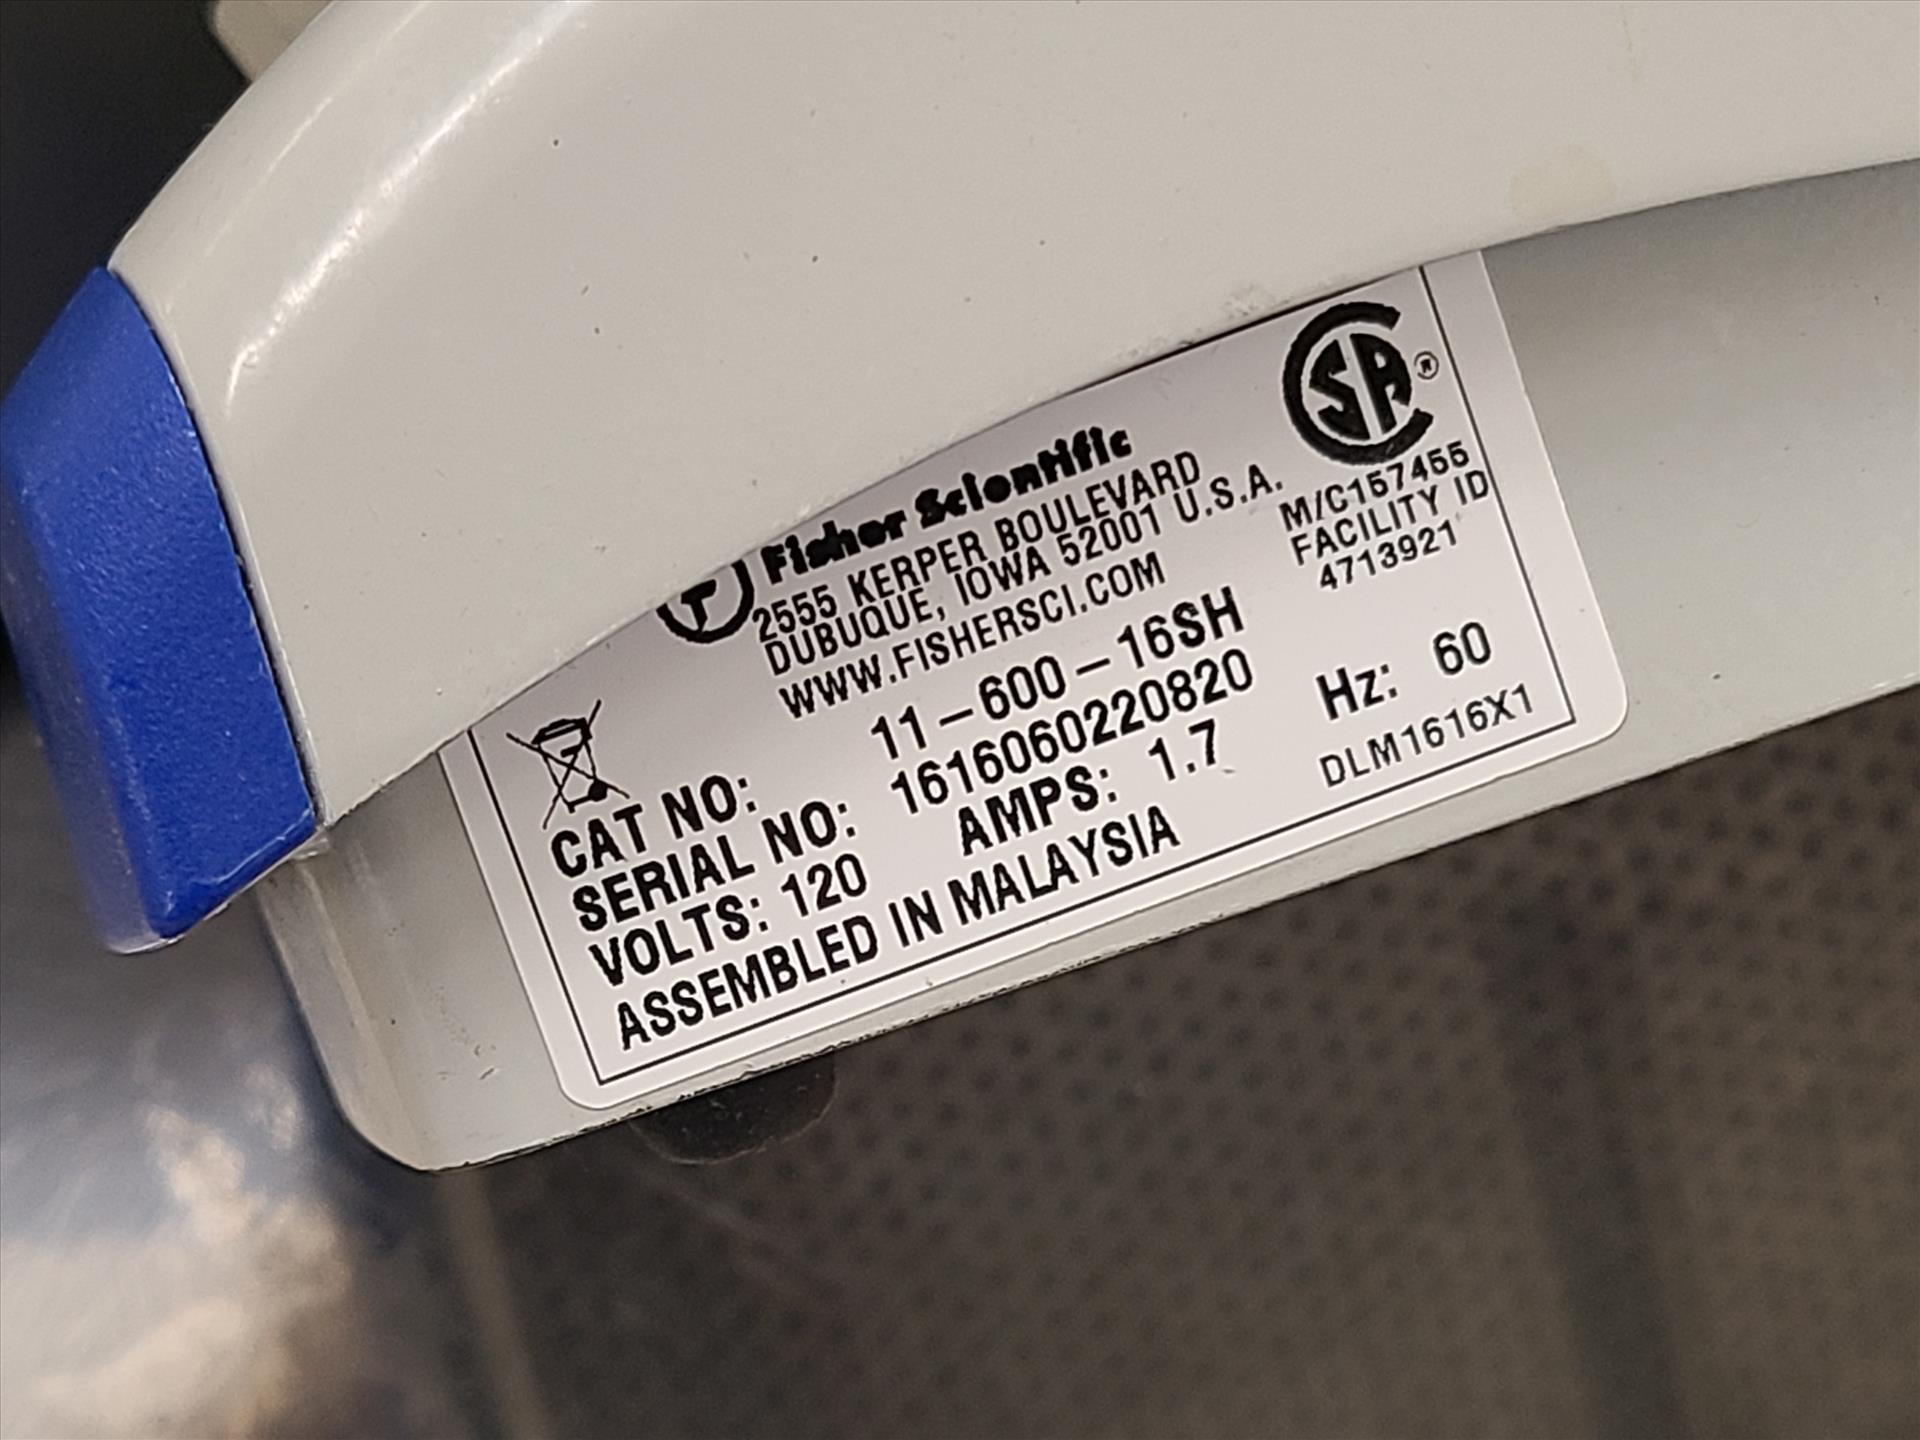 Fisher Scientific
2555 KERPER BOULEVARD
DUBUQUE, IOWA 52001 U.S.A.
WWW.FISHERSCI.COM
SA ®
M/C157455
FACILITY ID
4713921
CAT NO: 11-600-16SH
SERIAL NO: 1616060220820
VOLTS: 120 AMPS: 1.7 Hz: 60
ASSEMBLED IN MALAYSIA DLM1616X1